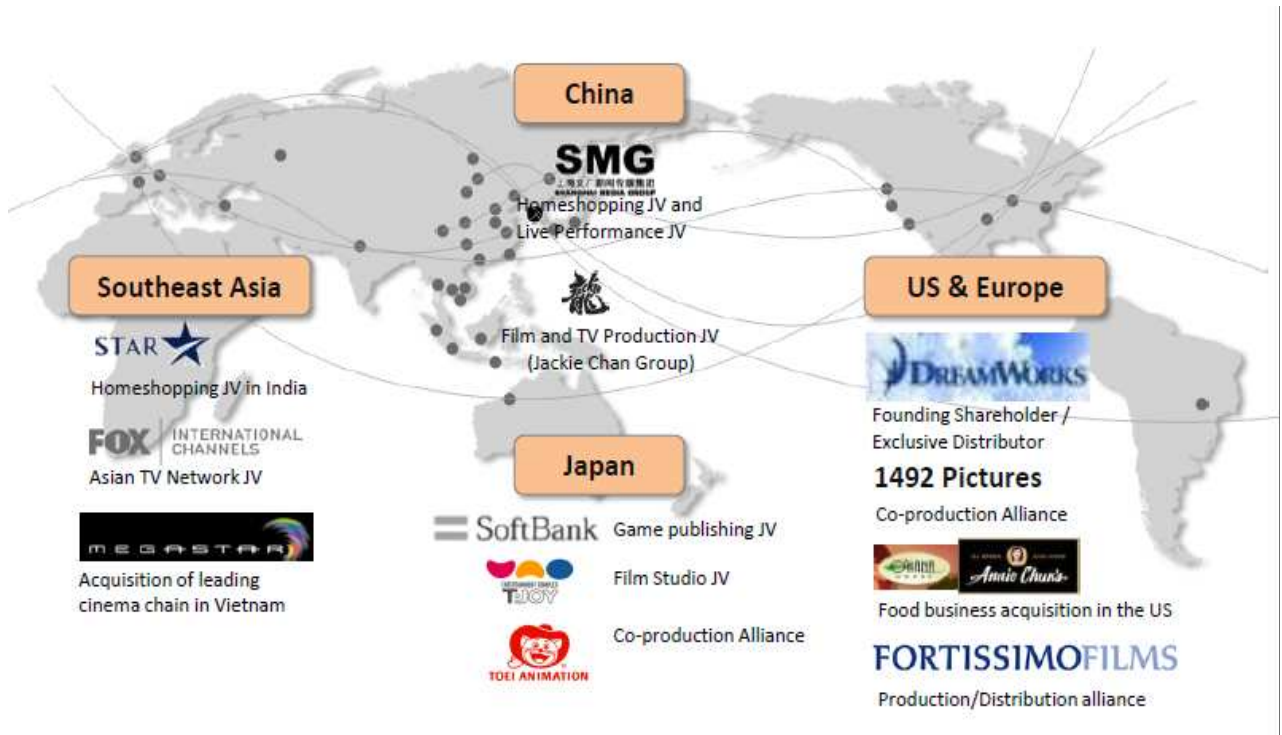 China
SMG
SHANGHAI MEDIA GROUP
Homeshopping JV and
Live Performance JV
龍
Film and TV Production JV
(Jackie Chan Group)
Southeast Asia
STAR
Homeshopping JV in India
FOX INTERNATIONAL
CHANNELS
Asian TV Network JV
MEGASTAR
Acquisition of leading
cinema chain in Vietnam
Japan
SoftBank Game publishing JV
T-JOY
Film Studio JV
TOEI ANIMATION
Co-production Alliance
US & Europe
DREAMWORKS
Founding Shareholder /
Exclusive Distributor
1492 Pictures
Co-production Alliance
Annie Chun's
Food business acquisition in the US
FORTISSIMOFILMS
Production/Distribution alliance